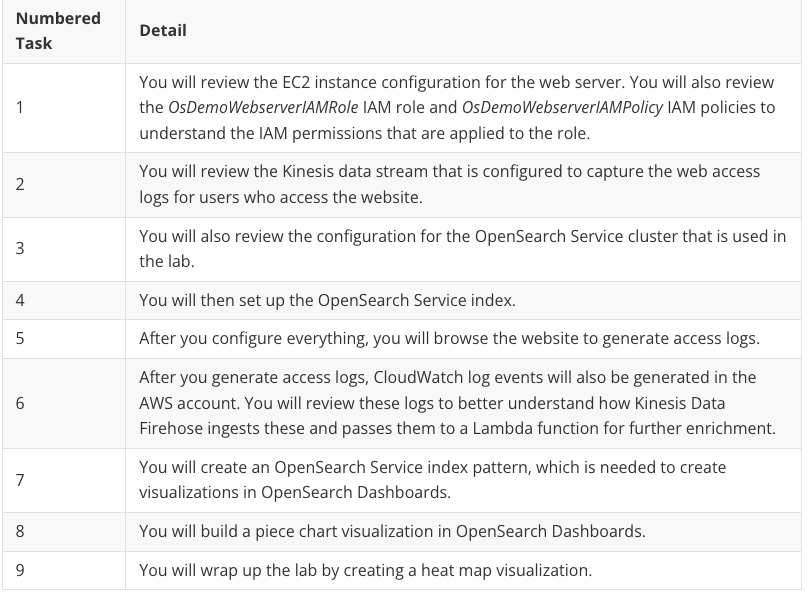 Numbered
Task
Detail
1
You will review the EC2 instance configuration for the web server. You will also review
the OsDemoWebserverIAMRole IAM role and OsDemoWebserverIAMPolicy IAM policies to
understand the IAM permissions that are applied to the role.
2
You will review the Kinesis data stream that is configured to capture the web access
logs for users who access the website.
3
You will also review the configuration for the OpenSearch Service cluster that is used in
the lab.
4
You will then set up the OpenSearch Service index.
5
After you configure everything, you will browse the website to generate access logs.
6
After you generate access logs, CloudWatch log events will also be generated in the
AWS account. You will review these logs to better understand how Kinesis Data
Firehose ingests these and passes them to a Lambda function for further enrichment.
7
You will create an OpenSearch Service index pattern, which is needed to create
visualizations in OpenSearch Dashboards.
8
You will build a piece chart visualization in OpenSearch Dashboards.
9
You will wrap up the lab by creating a heat map visualization.